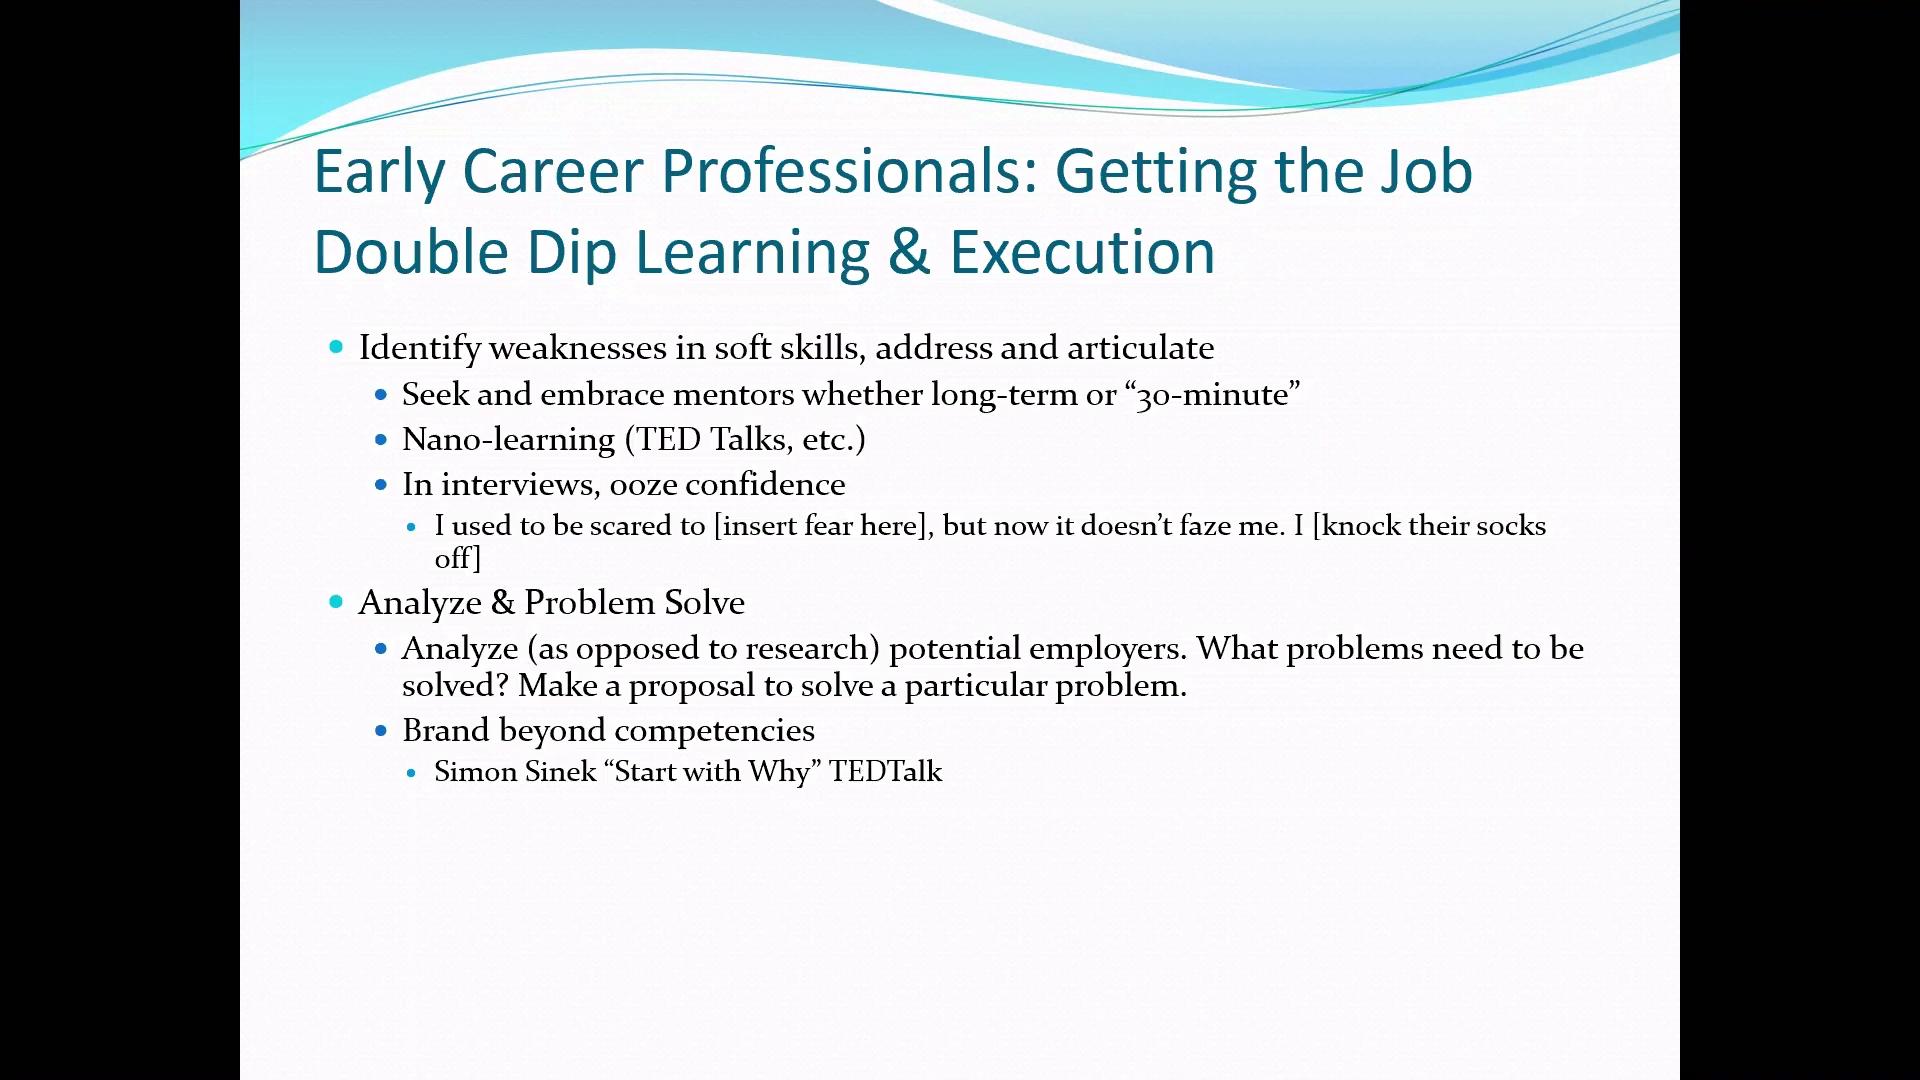 Early Career Professionals: Getting the Job
Double Dip Learning & Execution
• Identify weaknesses in soft skills, address and articulate
• Seek and embrace mentors whether long-term or “30-minute”
• Nano-learning (TED Talks, etc.)
• In interviews, ooze confidence
• I used to be scared to [insert fear here], but now it doesn’t faze me. I [knock their socks
off]
• Analyze & Problem Solve
• Analyze (as opposed to research) potential employers. What problems need to be
solved? Make a proposal to solve a particular problem.
• Brand beyond competencies
• Simon Sinek “Start with Why” TEDTalk